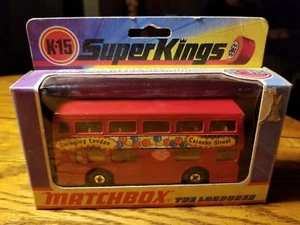 K-15
SuperKings
Swinging London Carnaby Street
MATCHBOX THE LONDONER